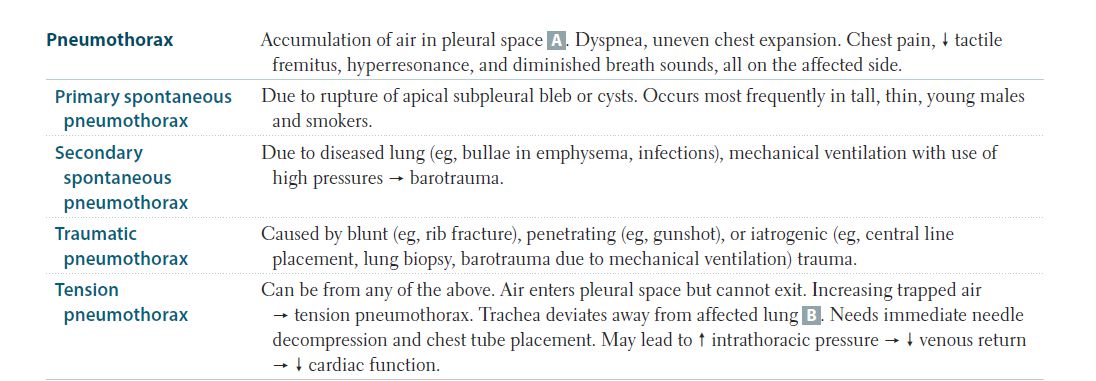 Pneumothorax
Accumulation of air in pleural space A. Dyspnea, uneven chest expansion. Chest pain, ↓ tactile
fremitus, hyperresonance, and diminished breath sounds, all on the affected side.
Primary spontaneous
pneumothorax
Due to rupture of apical subpleural bleb or cysts. Occurs most frequently in tall, thin, young males
and smokers.
Secondary
spontaneous
pneumothorax
Due to diseased lung (eg, bullae in emphysema, infections), mechanical ventilation with use of
high pressures → barotrauma.
Traumatic
pneumothorax
Caused by blunt (eg, rib fracture), penetrating (eg, gunshot), or iatrogenic (eg, central line
placement, lung biopsy, barotrauma due to mechanical ventilation) trauma.
Tension
pneumothorax
Can be from any of the above. Air enters pleural space but cannot exit. Increasing trapped air
→ tension pneumothorax. Trachea deviates away from affected lung B. Needs immediate needle
decompression and chest tube placement. May lead to ↑ intrathoracic pressure → ↓ venous return
→ ↓ cardiac function.